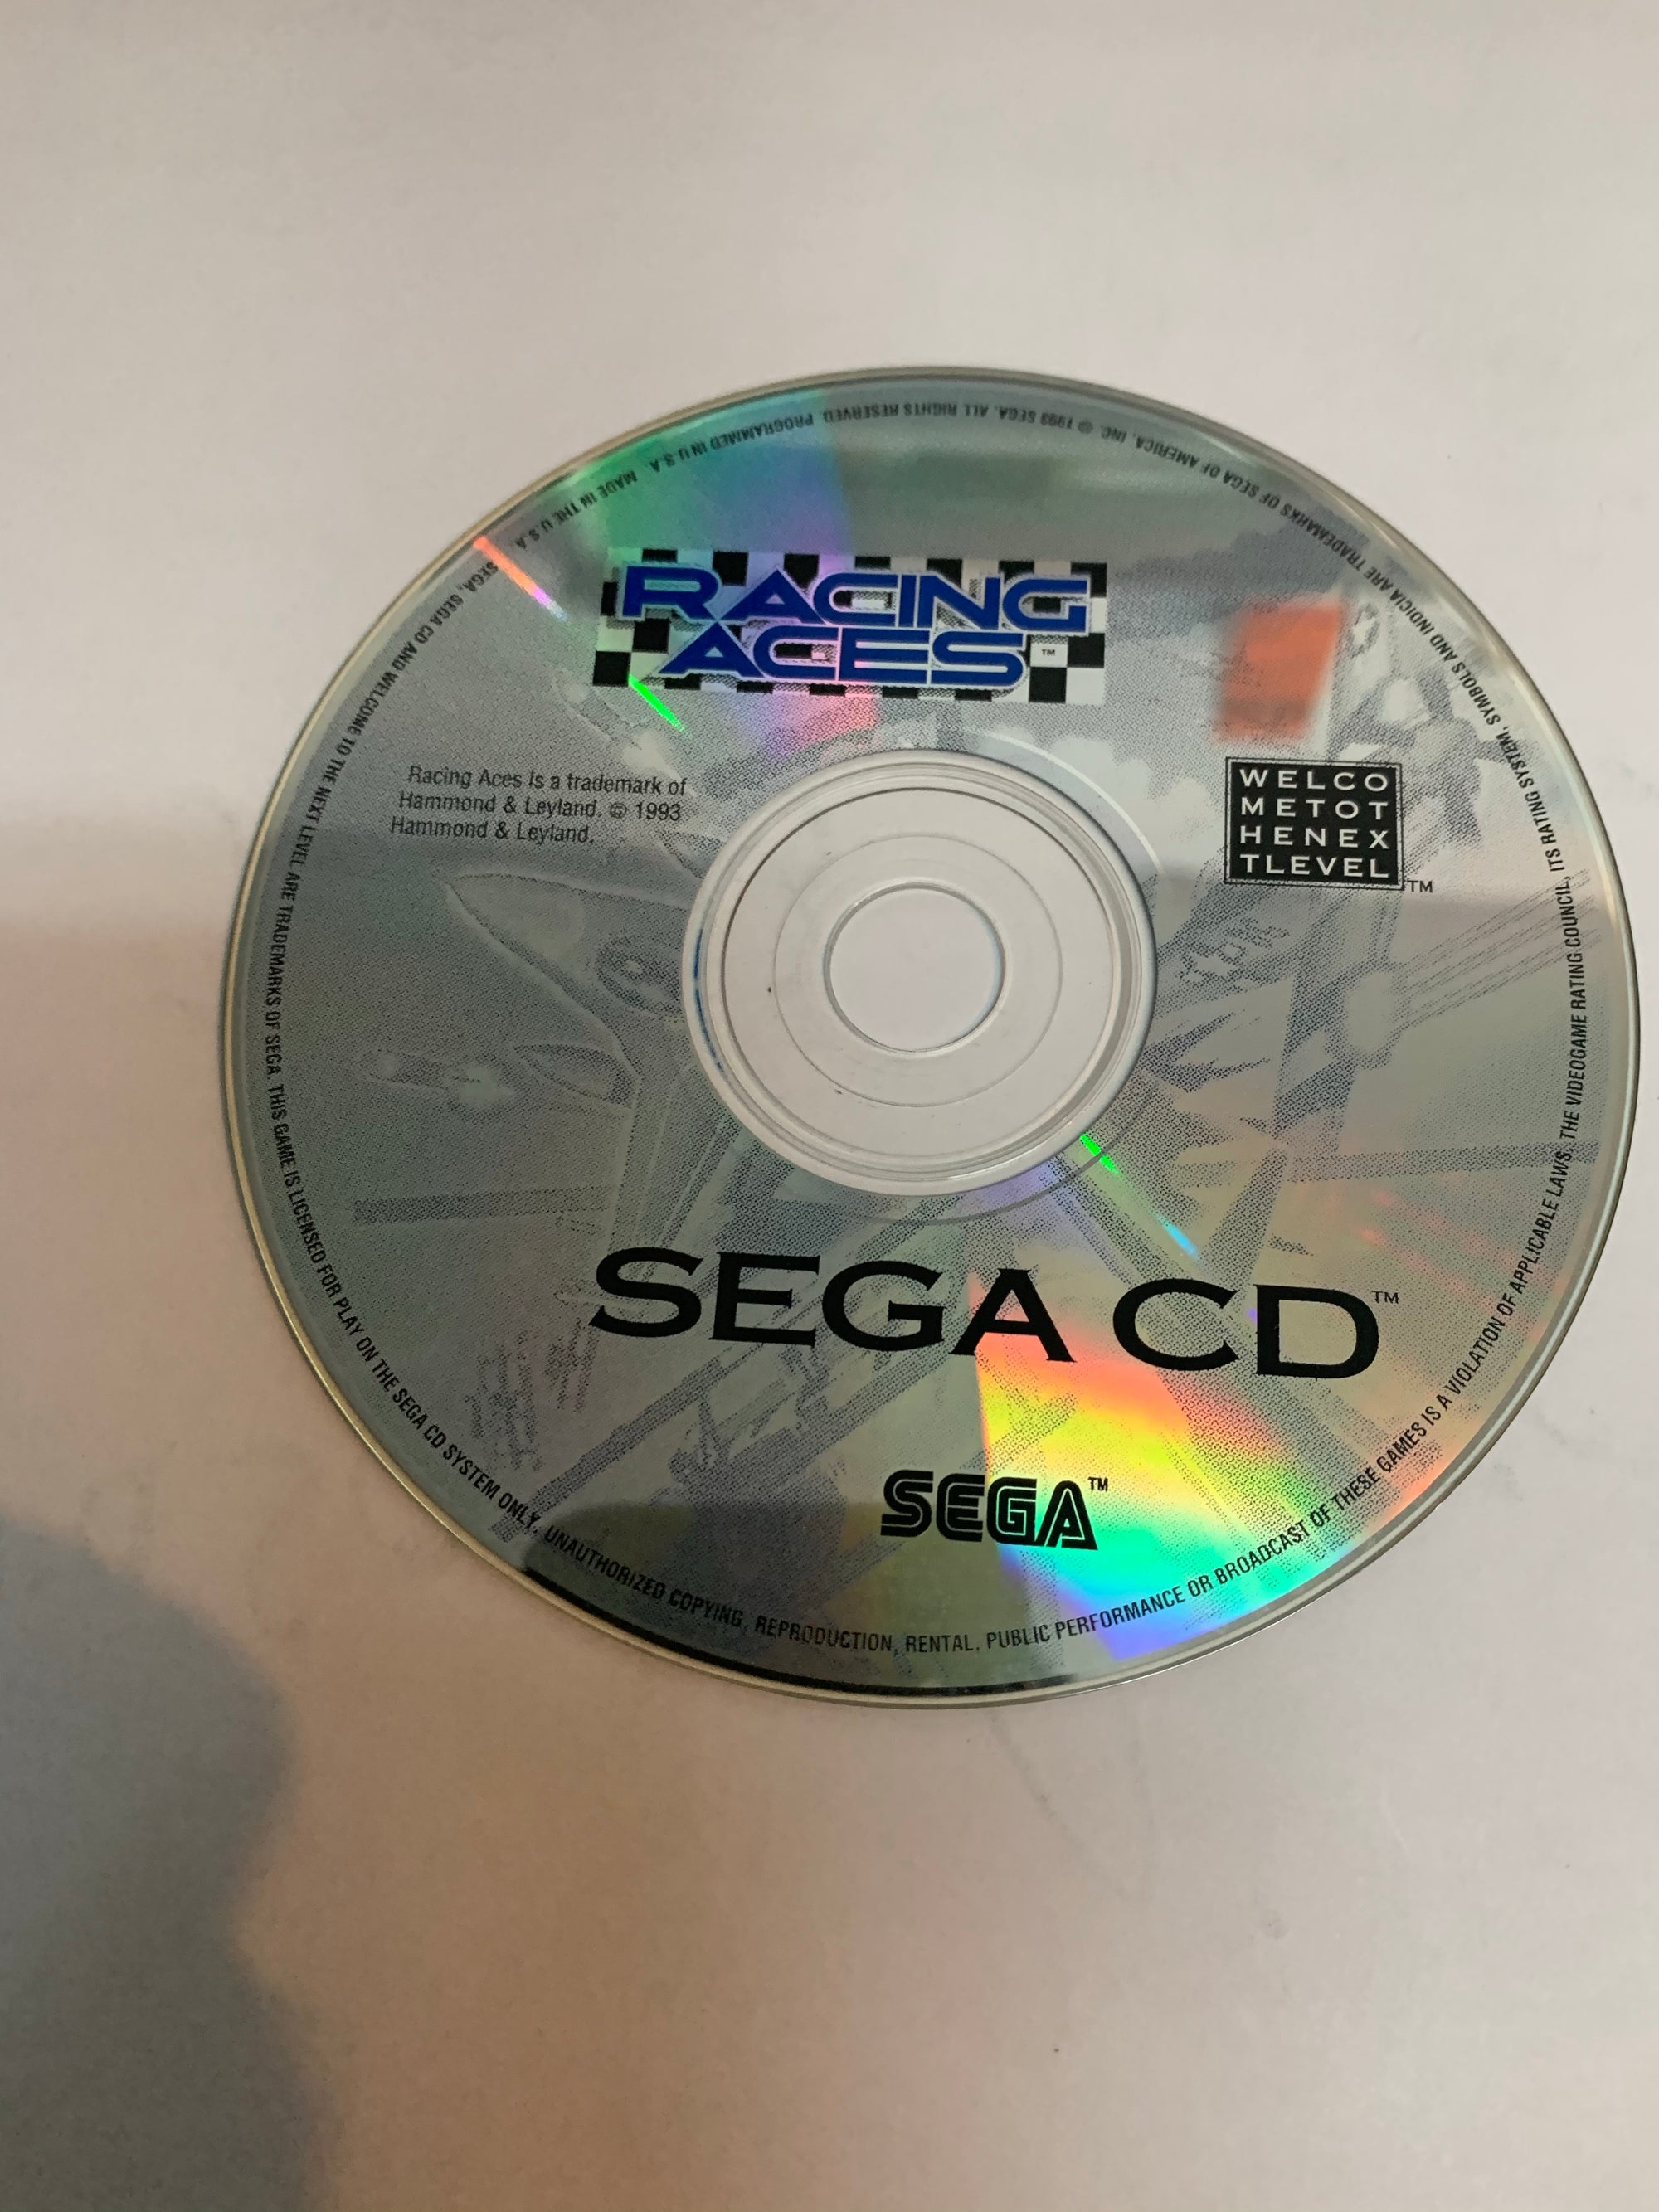 RACING
ACES™
Racing Aces is a trademark of
Hammond & Leyland. © 1993
Hammond & Leyland.
WELCO
METOT
HENEX
TLEVEL™
SEGA CD™
SEGA™
SEGA, SEGA CD AND WELCOME TO THE NEXT LEVEL ARE TRADEMARKS OF SEGA. THIS GAME IS LICENSED FOR PLAY ON THE SEGA CD SYSTEM ONLY. UNAUTHORIZED COPYING, REPRODUCTION, RENTAL, PUBLIC PERFORMANCE OR BROADCAST OF THESE GAMES IS A VIOLATION OF APPLICABLE LAWS. THE VIDEOGAME RATING COUNCIL, ITS RATING SYSTEM, SYMBOLS AND INDICIA ARE TRADEMARKS OF SEGA OF AMERICA, INC. © 1993 SEGA. ALL RIGHTS RESERVED. PROGRAMMED IN U.S.A. MADE IN THE U.S.A